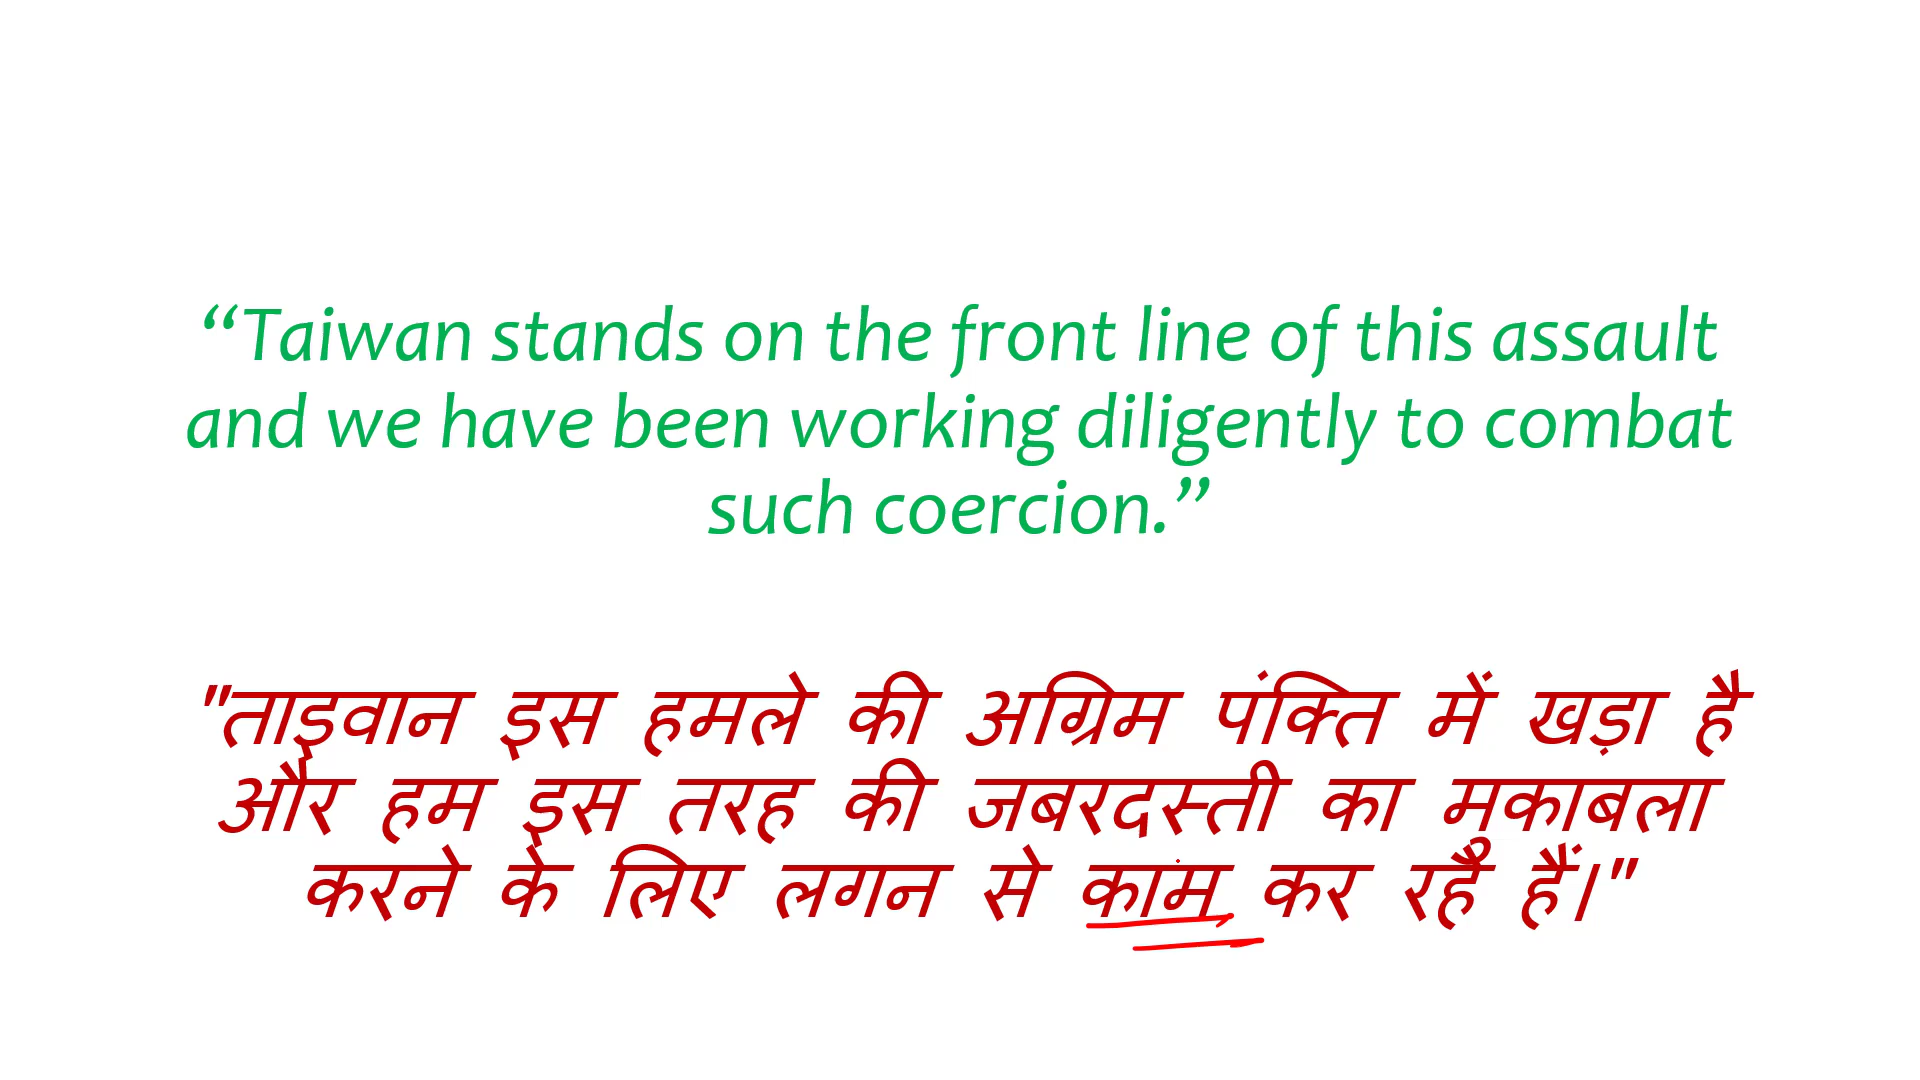 “Taiwan stands on the front line of this assault
and we have been working diligently to combat
such coercion.”
"ताइवान इस हमले की अग्रिम पंक्ति में खड़ा है
और हम इस तरह की जबरदस्ती का मुकाबला
करने के लिए लगन से काम कर रहे हैं।"